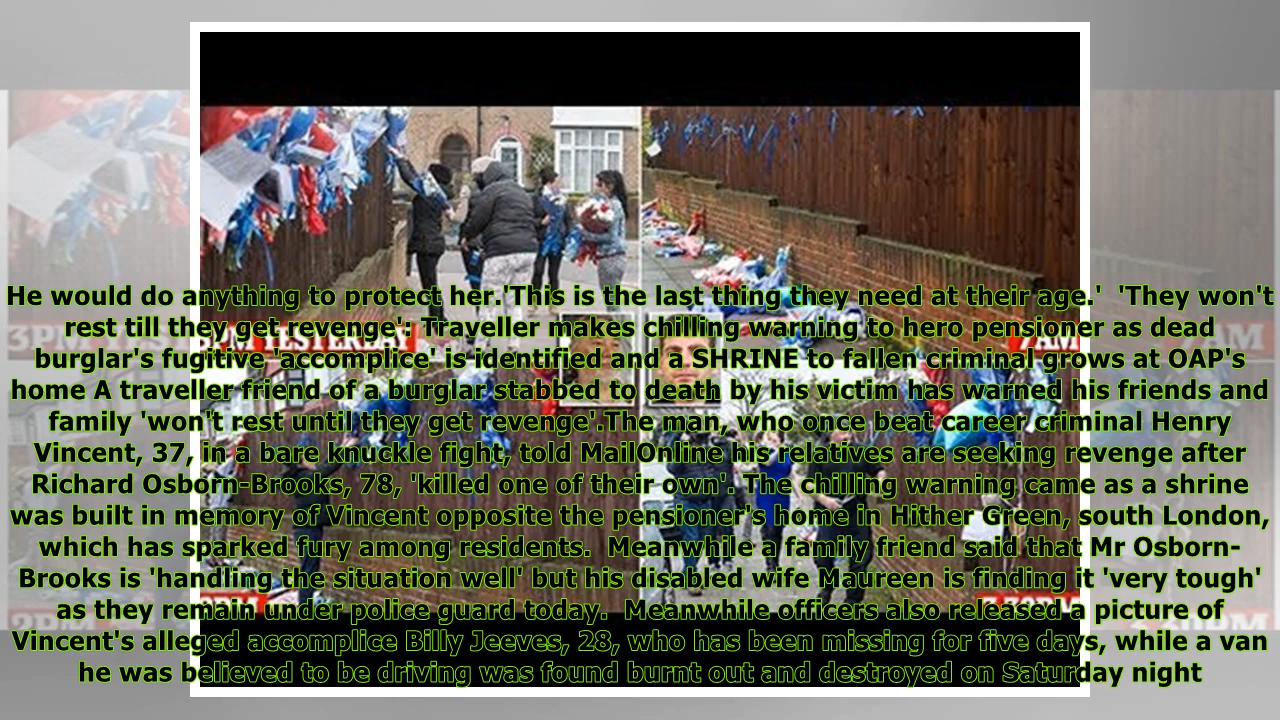 He would do anything to protect her.'This is the last thing they need at their age.'  'They won't
rest till they get revenge': Traveller makes chilling warning to hero pensioner as dead
burglar's fugitive 'accomplice' is identified and a SHRINE to fallen criminal grows at OAP's
home A traveller friend of a burglar stabbed to death by his victim has warned his friends and
family 'won't rest until they get revenge'.The man, who once beat career criminal Henry
Vincent, 37, in a bare knuckle fight, told MailOnline his relatives are seeking revenge after
Richard Osborn-Brooks, 78, 'killed one of their own'. The chilling warning came as a shrine
was built in memory of Vincent opposite the pensioner's home in Hither Green, south London,
which has sparked fury among residents.  Meanwhile a family friend said that Mr Osborn-
Brooks is 'handling the situation well' but his disabled wife Maureen is finding it 'very tough'
as they remain under police guard today.  Meanwhile officers also released a picture of
Vincent's alleged accomplice Billy Jeeves, 28, who has been missing for five days, while a van
he was believed to be driving was found burnt out and destroyed on Saturday night
3PM YESTERDAY
7AM
7AM
2PM